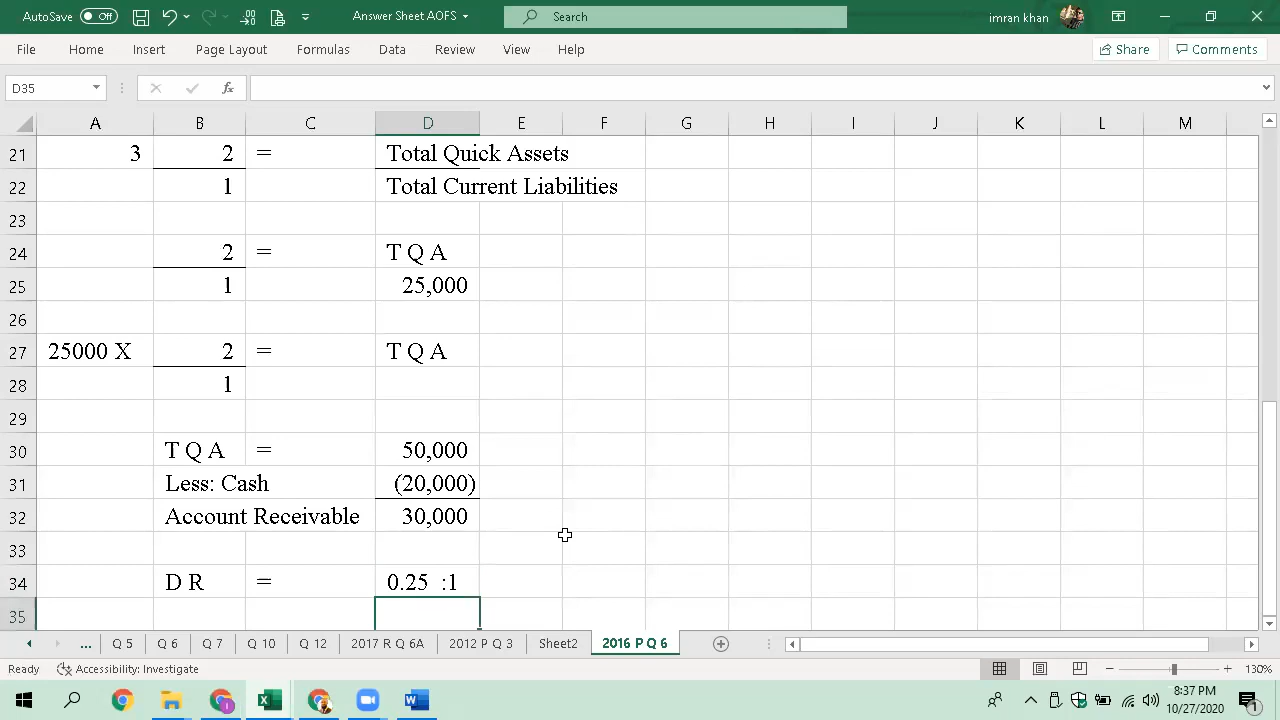 AutoSave Off Answer Sheet AOFS Search imran khan
File Home Insert Page Layout Formulas Data Review View Help Share Comments
D35 fx
A B C D E F G H I J K L M
21 3 2 = Total Quick Assets
22 1 Total Current Liabilities
23
24 2 = T Q A
25 1 25,000
26
27 25000 X 2 = T Q A
28 1
29
30 T Q A = 50,000
31 Less: Cash (20,000)
32 Account Receivable 30,000
33
34 D R = 0.25 :1
35
... Q 5 Q 6 Q 7 Q 10 Q 12 2017 R Q 6A 2012 P Q 3 Sheet2 2016 P Q 6
Ready Accessibility: Investigate 130%
8:37 PM
10/27/2020 1